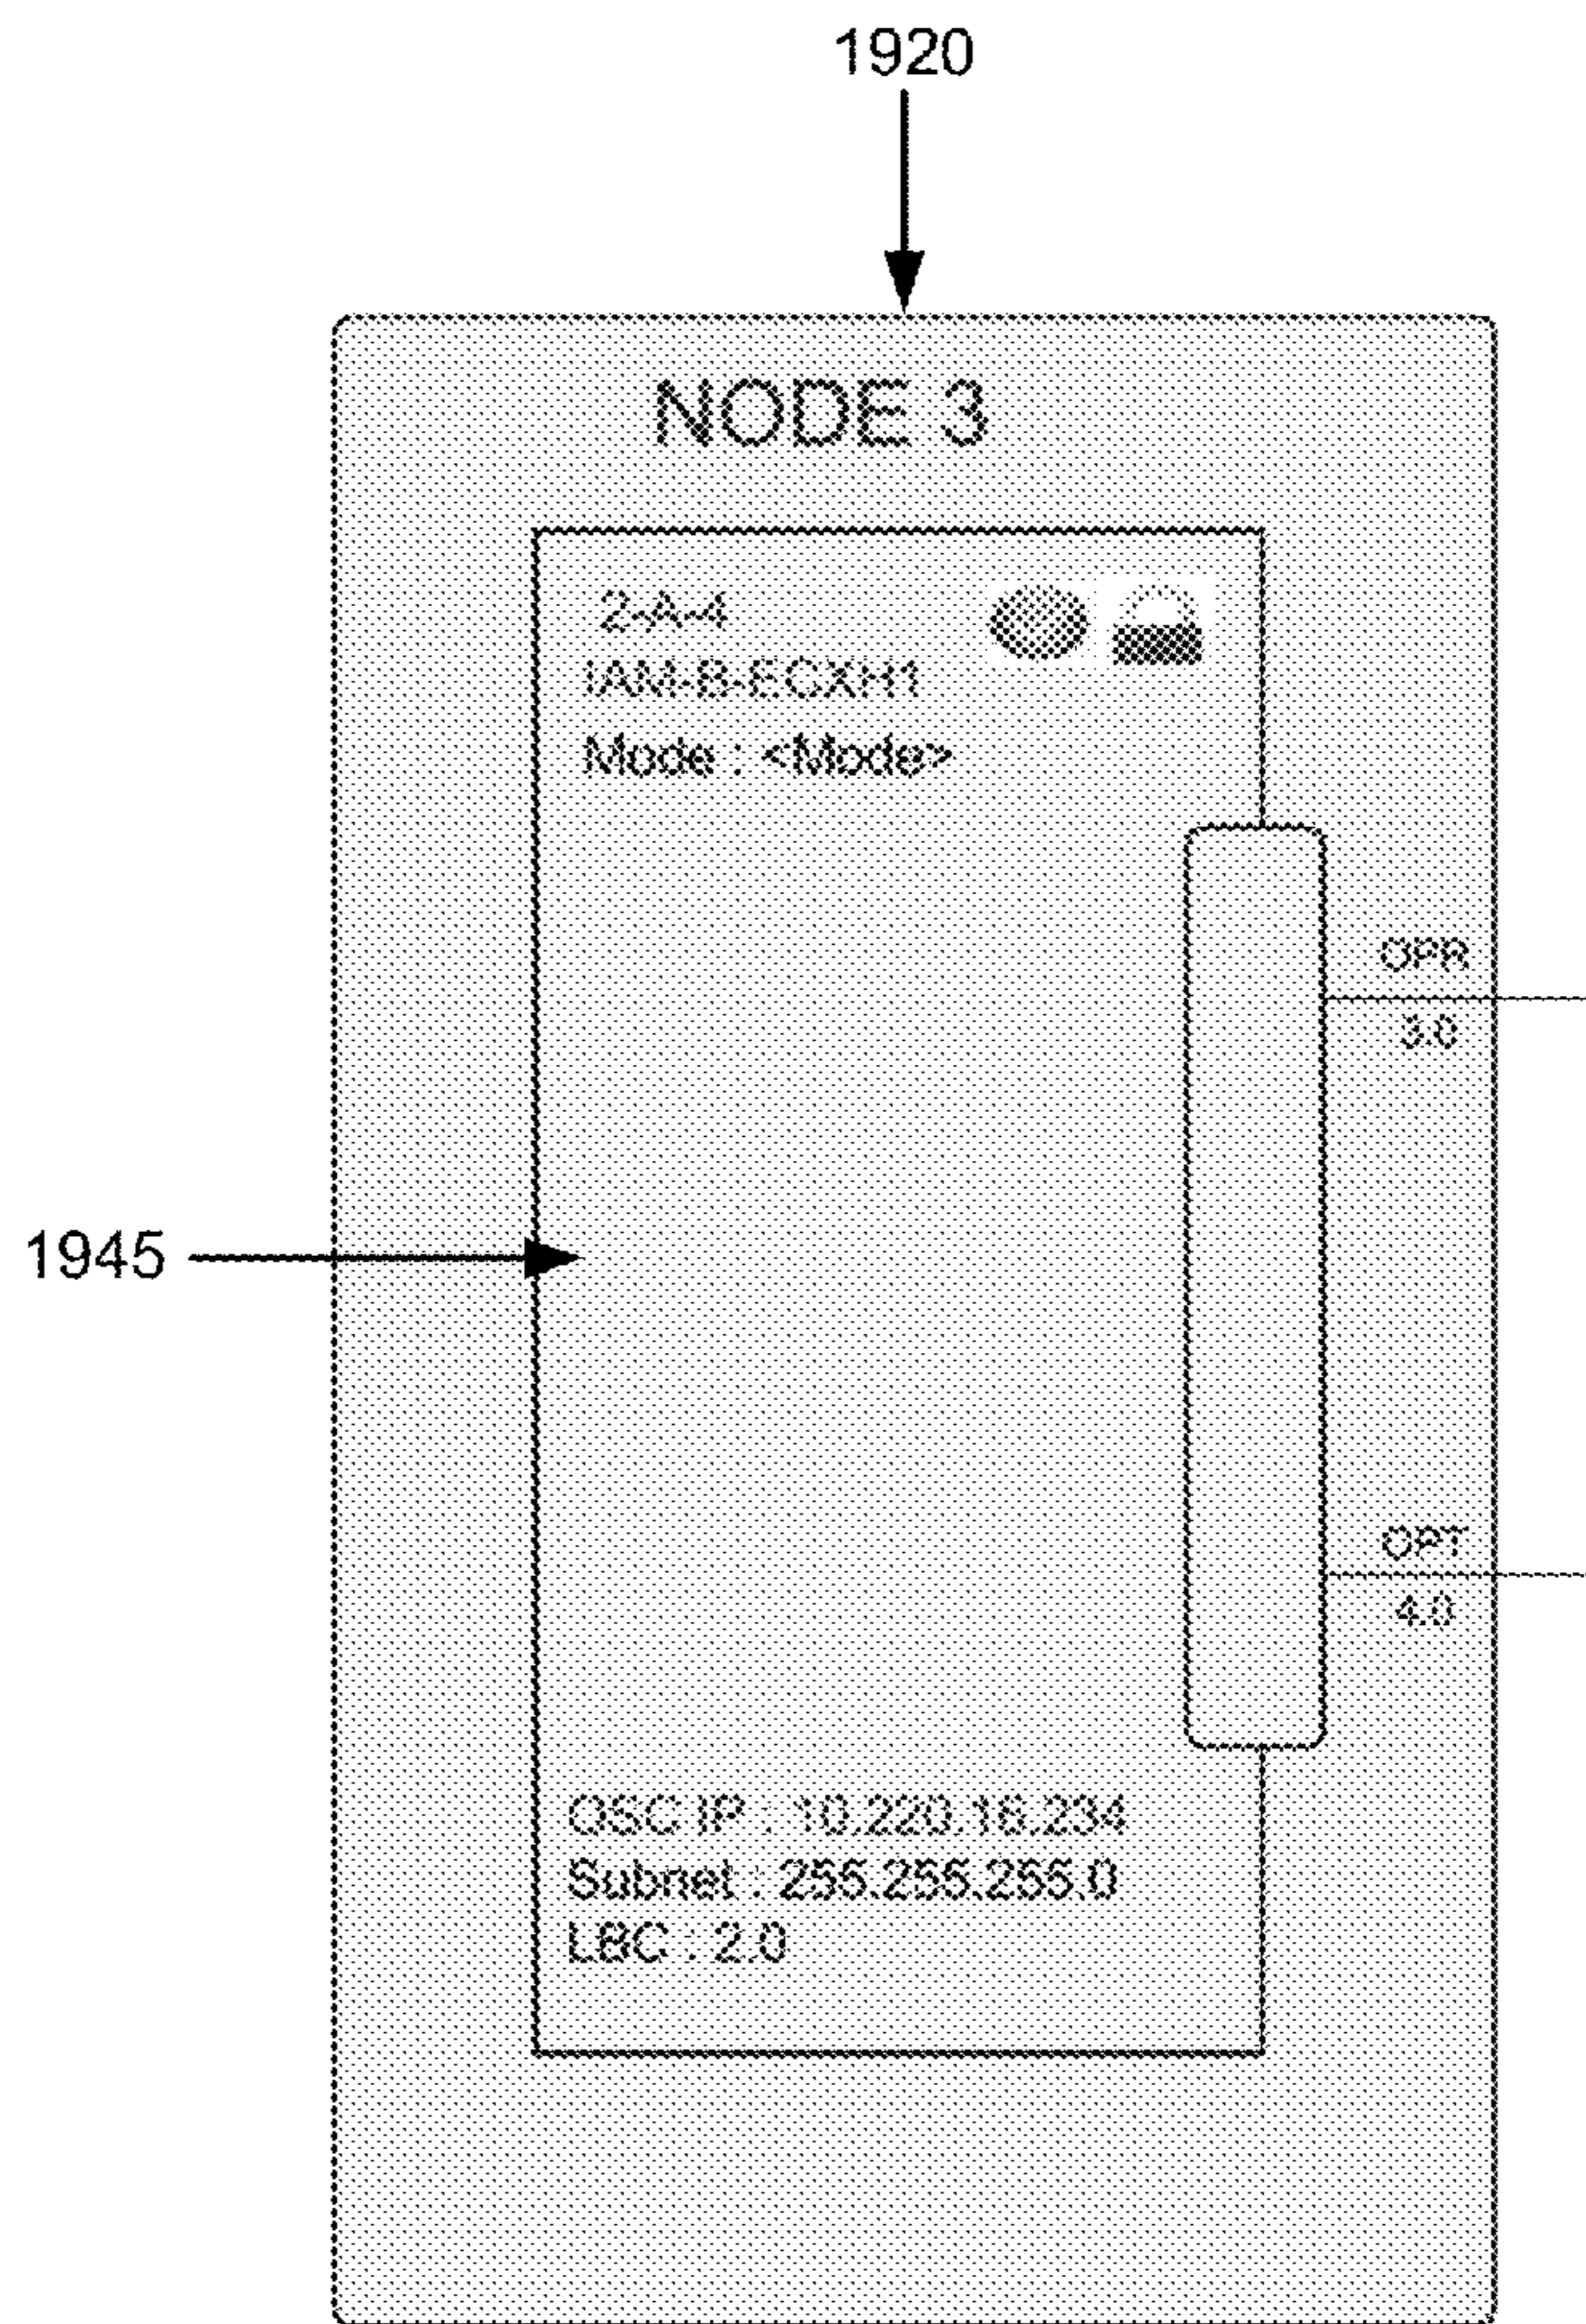 1920
NODE 3
2-A-4
IAM-B-ECXH1
Mode : <Mode>
OPR
3.0
1945
OPT
4.0
OSC IP : 10.220.16.234
Subnet : 255.255.255.0
LBC : 2.0